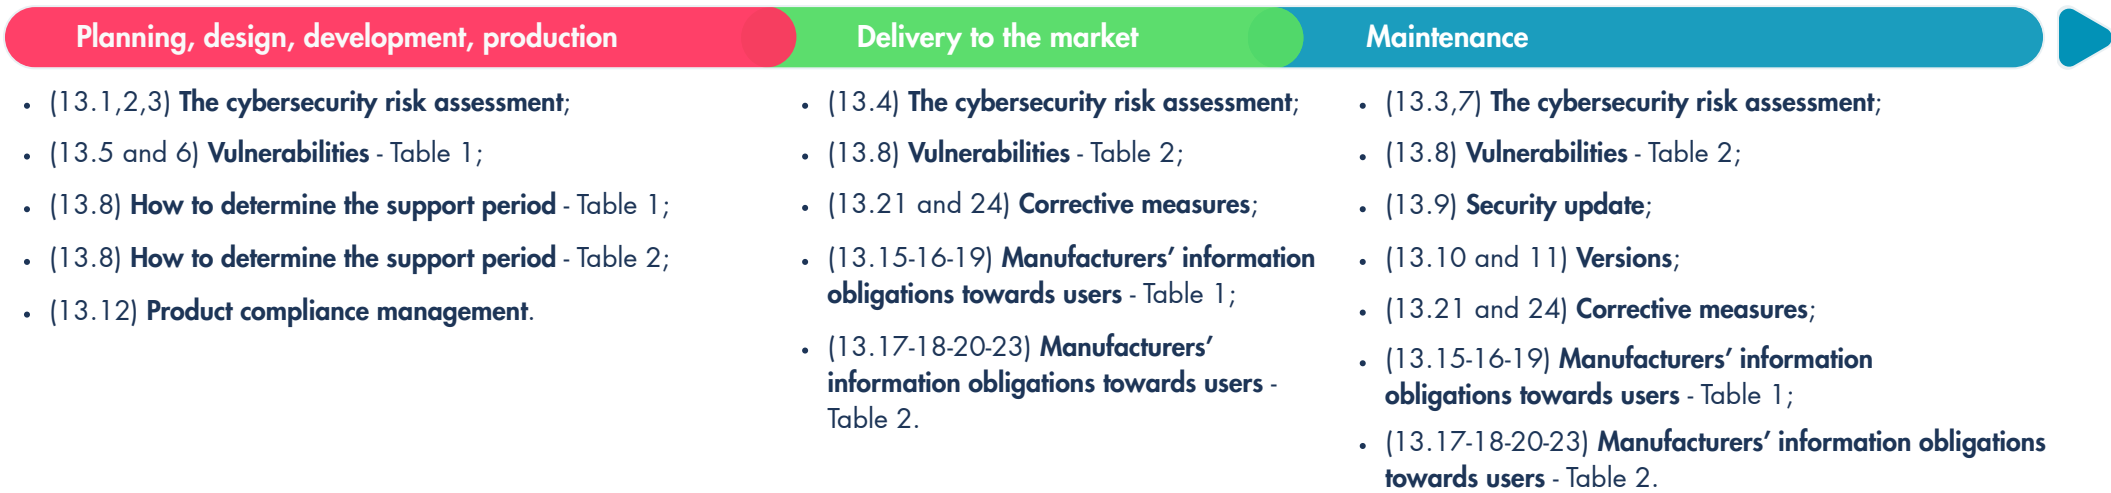 Planning, design, development, production
• (13.1,2,3) The cybersecurity risk assessment;
• (13.5 and 6) Vulnerabilities - Table 1;
• (13.8) How to determine the support period - Table 1;
• (13.8) How to determine the support period - Table 2;
• (13.12) Product compliance management.
Delivery to the market
• (13.4) The cybersecurity risk assessment;
• (13.8) Vulnerabilities - Table 2;
• (13.21 and 24) Corrective measures;
• (13.15-16-19) Manufacturers’ information
obligations towards users - Table 1;
• (13.17-18-20-23) Manufacturers’
information obligations towards users -
Table 2.
Maintenance
• (13.3,7) The cybersecurity risk assessment;
• (13.8) Vulnerabilities - Table 2;
• (13.9) Security update;
• (13.10 and 11) Versions;
• (13.21 and 24) Corrective measures;
• (13.15-16-19) Manufacturers’ information
obligations towards users - Table 1;
• (13.17-18-20-23) Manufacturers’ information obligations
towards users - Table 2.